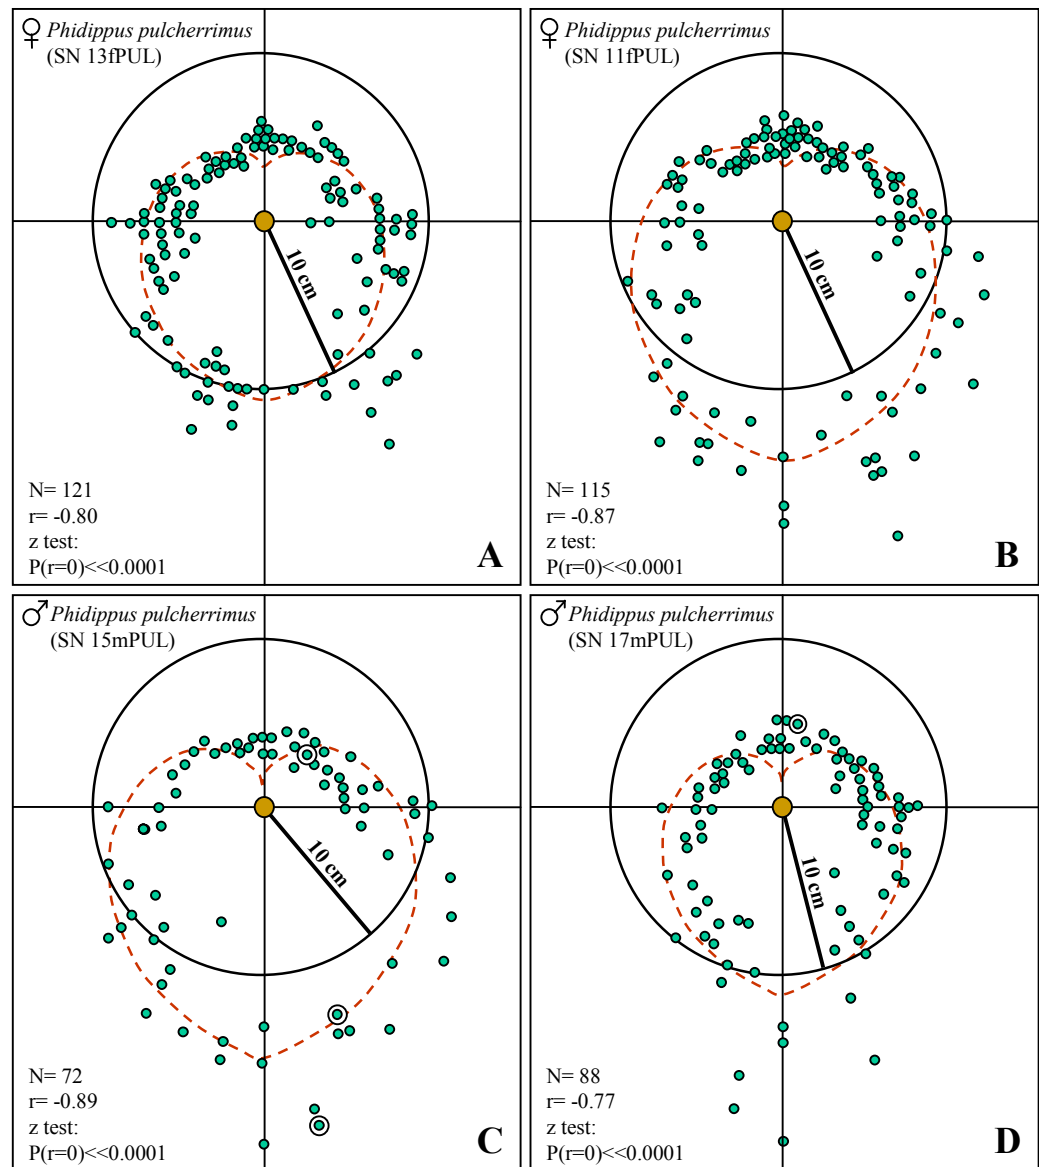 ♀ Phidippus pulcherrimus
(SN 13fPUL)
10 cm
N= 121
r= -0.80
z test:
P(r=0)<<0.0001
A
♀ Phidippus pulcherrimus
(SN 11fPUL)
10 cm
N= 115
r= -0.87
z test:
P(r=0)<<0.0001
B
♂ Phidippus pulcherrimus
(SN 15mPUL)
10 cm
N= 72
r= -0.89
z test:
P(r=0)<<0.0001
C
♂ Phidippus pulcherrimus
(SN 17mPUL)
10 cm
N= 88
r= -0.77
z test:
P(r=0)<<0.0001
D